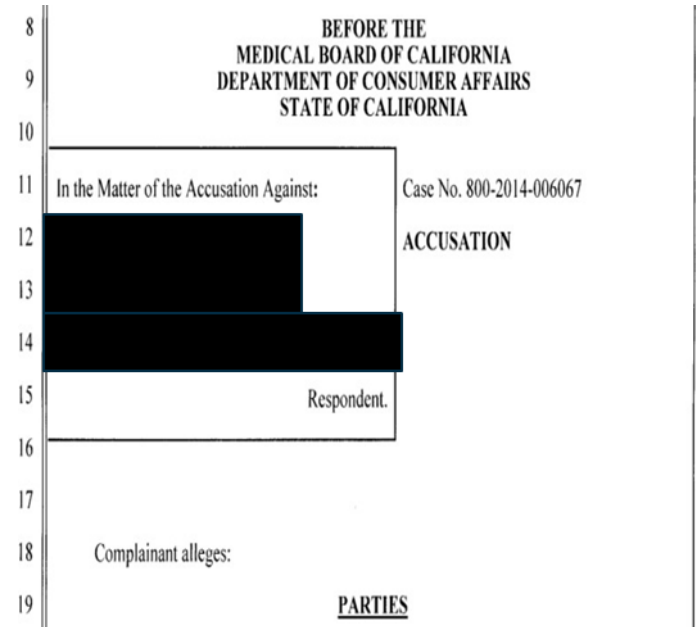 8 BEFORE THE
MEDICAL BOARD OF CALIFORNIA
9 DEPARTMENT OF CONSUMER AFFAIRS
STATE OF CALIFORNIA
10
11 In the Matter of the Accusation Against: Case No. 800-2014-006067
12 ACCUSATION
13
14
15 Respondent.
16
17
18 Complainant alleges:
19 PARTIES